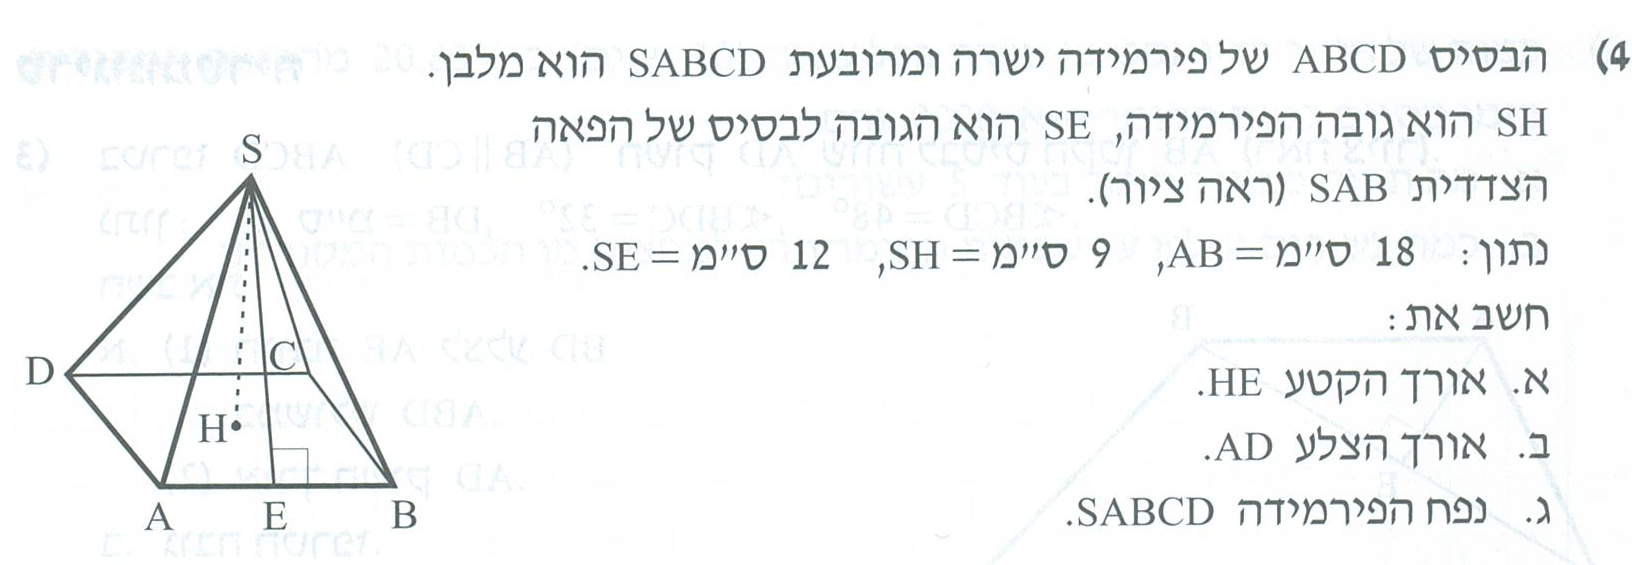 4) הבסיס ABCD של פירמידה ישרה ומרובעת SABCD הוא מלבן.
SH הוא גובה הפירמידה, SE הוא הגובה לבסיס של הפאה
הצדדית SAB (ראה ציור).
נתון: 18 ס״מ = AB, 9 ס״מ = SH, 12 ס״מ = SE.
חשב את:
א. אורך הקטע HE.
ב. אורך הצלע AD.
ג. נפח הפירמידה SABCD.
S
D
C
H
A
E
B